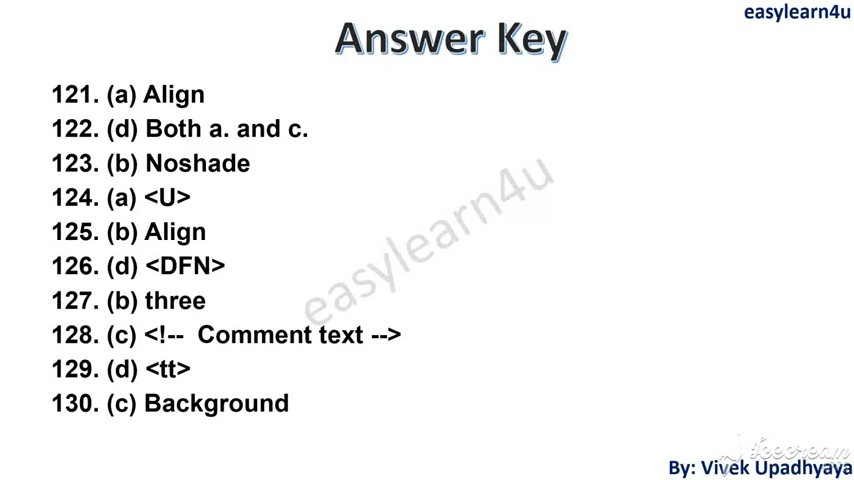 easylearn4u
Answer Key
121. (a) Align
122. (d) Both a. and c.
123. (b) Noshade
124. (a) <U>
125. (b) Align
126. (d) <DFN>
127. (b) three
128. (c) <!--  Comment text -->
129. (d) <tt>
130. (c) Background
easylearn4u
By: Vivek Upadhyaya